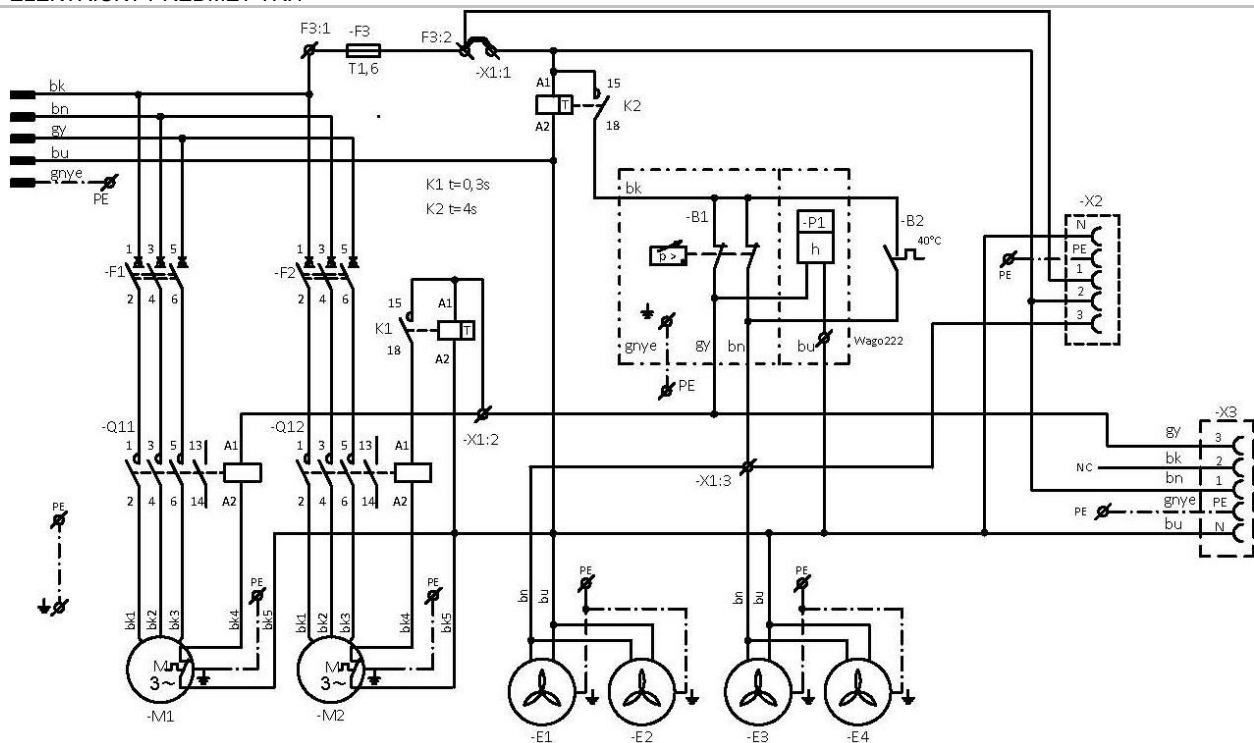 F3:1
-F3
F3:2
T1,6
-X1:1
A1
15
T
K2
A2
18
bk
bn
gy
bu
gnye
PE
K1 t=0,3s
K2 t=4s
bk
-B1
-P1
h
-B2
40°C
p >
gnye
gy
bn
bu
Wago222
PE
-X2
N
PE
PE
1
2
3
1 3 5
-F1
2 4 6
1 3 5
-F2
2 4 6
15
A1
K1
T
18
A2
-X1:2
-Q11
1 3 5 13 A1
2 4 6 14 A2
-Q12
1 3 5 13 A1
2 4 6 14 A2
-X1:3
-X3
gy 3
NC bk 2
bn 1
PE gnye PE
bu N
PE
bk1
bk2
bk3
bk4
bk5
PE
M
3~
-M1
bk1
bk2
bk3
bk4
bk5
PE
M
3~
-M2
bn
bu
PE
-E1
-E2
bn
bu
PE
-E3
-E4